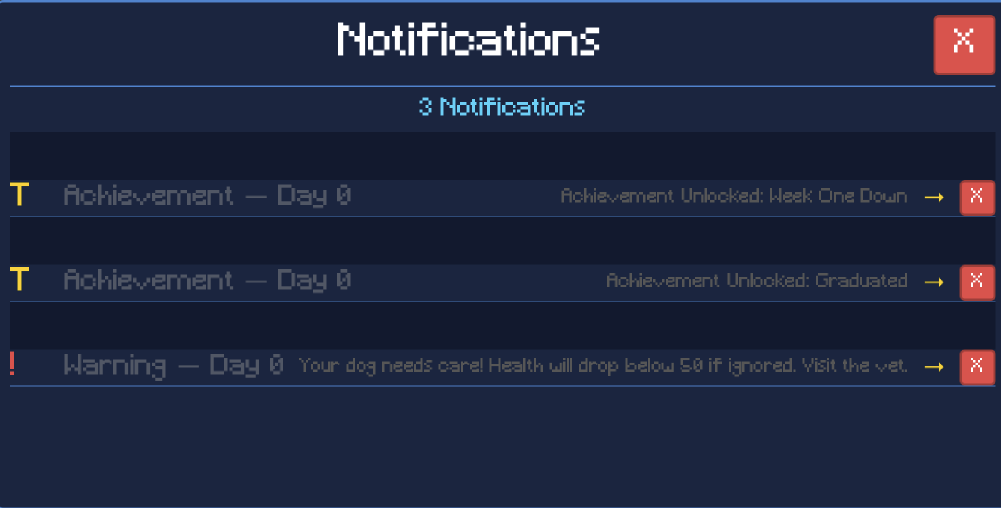 Notifications X
3 Notifications
T Achievement — Day 0 Achievement Unlocked: Week One Down → X
T Achievement — Day 0 Achievement Unlocked: Graduated → X
! Warning — Day 0 Your dog needs care! Health will drop below 50 if ignored. Visit the vet. → X